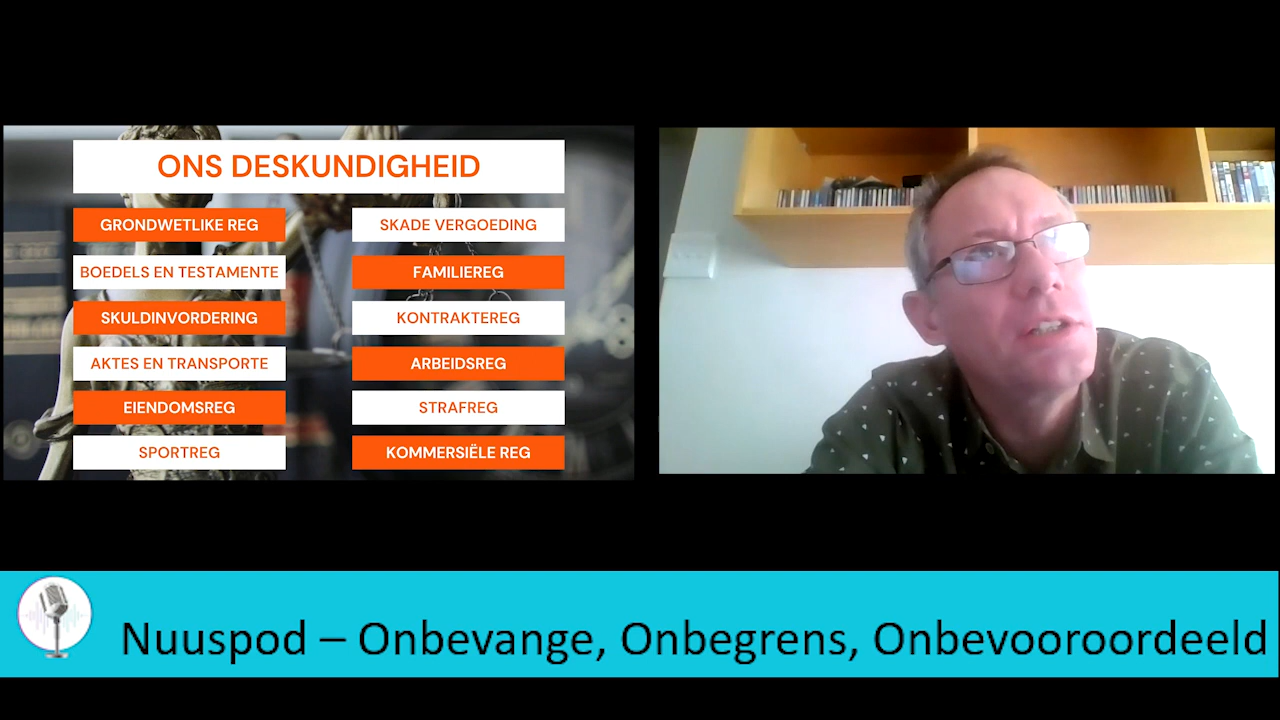 ONS DESKUNDIGHEID
GRONDWETLIKE REG
SKADE VERGOEDING
BOEDELS EN TESTAMENTE
FAMILIEREG
SKULDINVORDERING
KONTRAKTEREG
AKTES EN TRANSPORTE
ARBEIDSREG
EIENDOMSREG
STRAFREG
SPORTREG
KOMMERSIËLE REG
Nuuspod – Onbevange, Onbegrens, Onbevooroordeeld